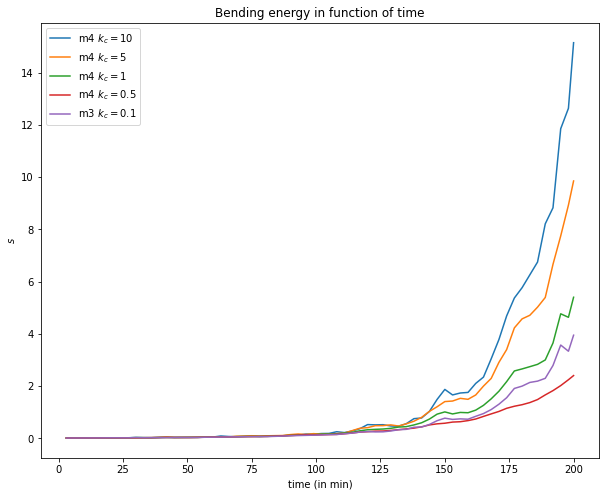 Bending energy in function of time
m4 $k_c = 10$
m4 $k_c = 5$
m4 $k_c = 1$
m4 $k_c = 0.5$
m3 $k_c = 0.1$
14
12
10
8
6
4
2
0
s
0 25 50 75 100 125 150 175 200
time (in min)